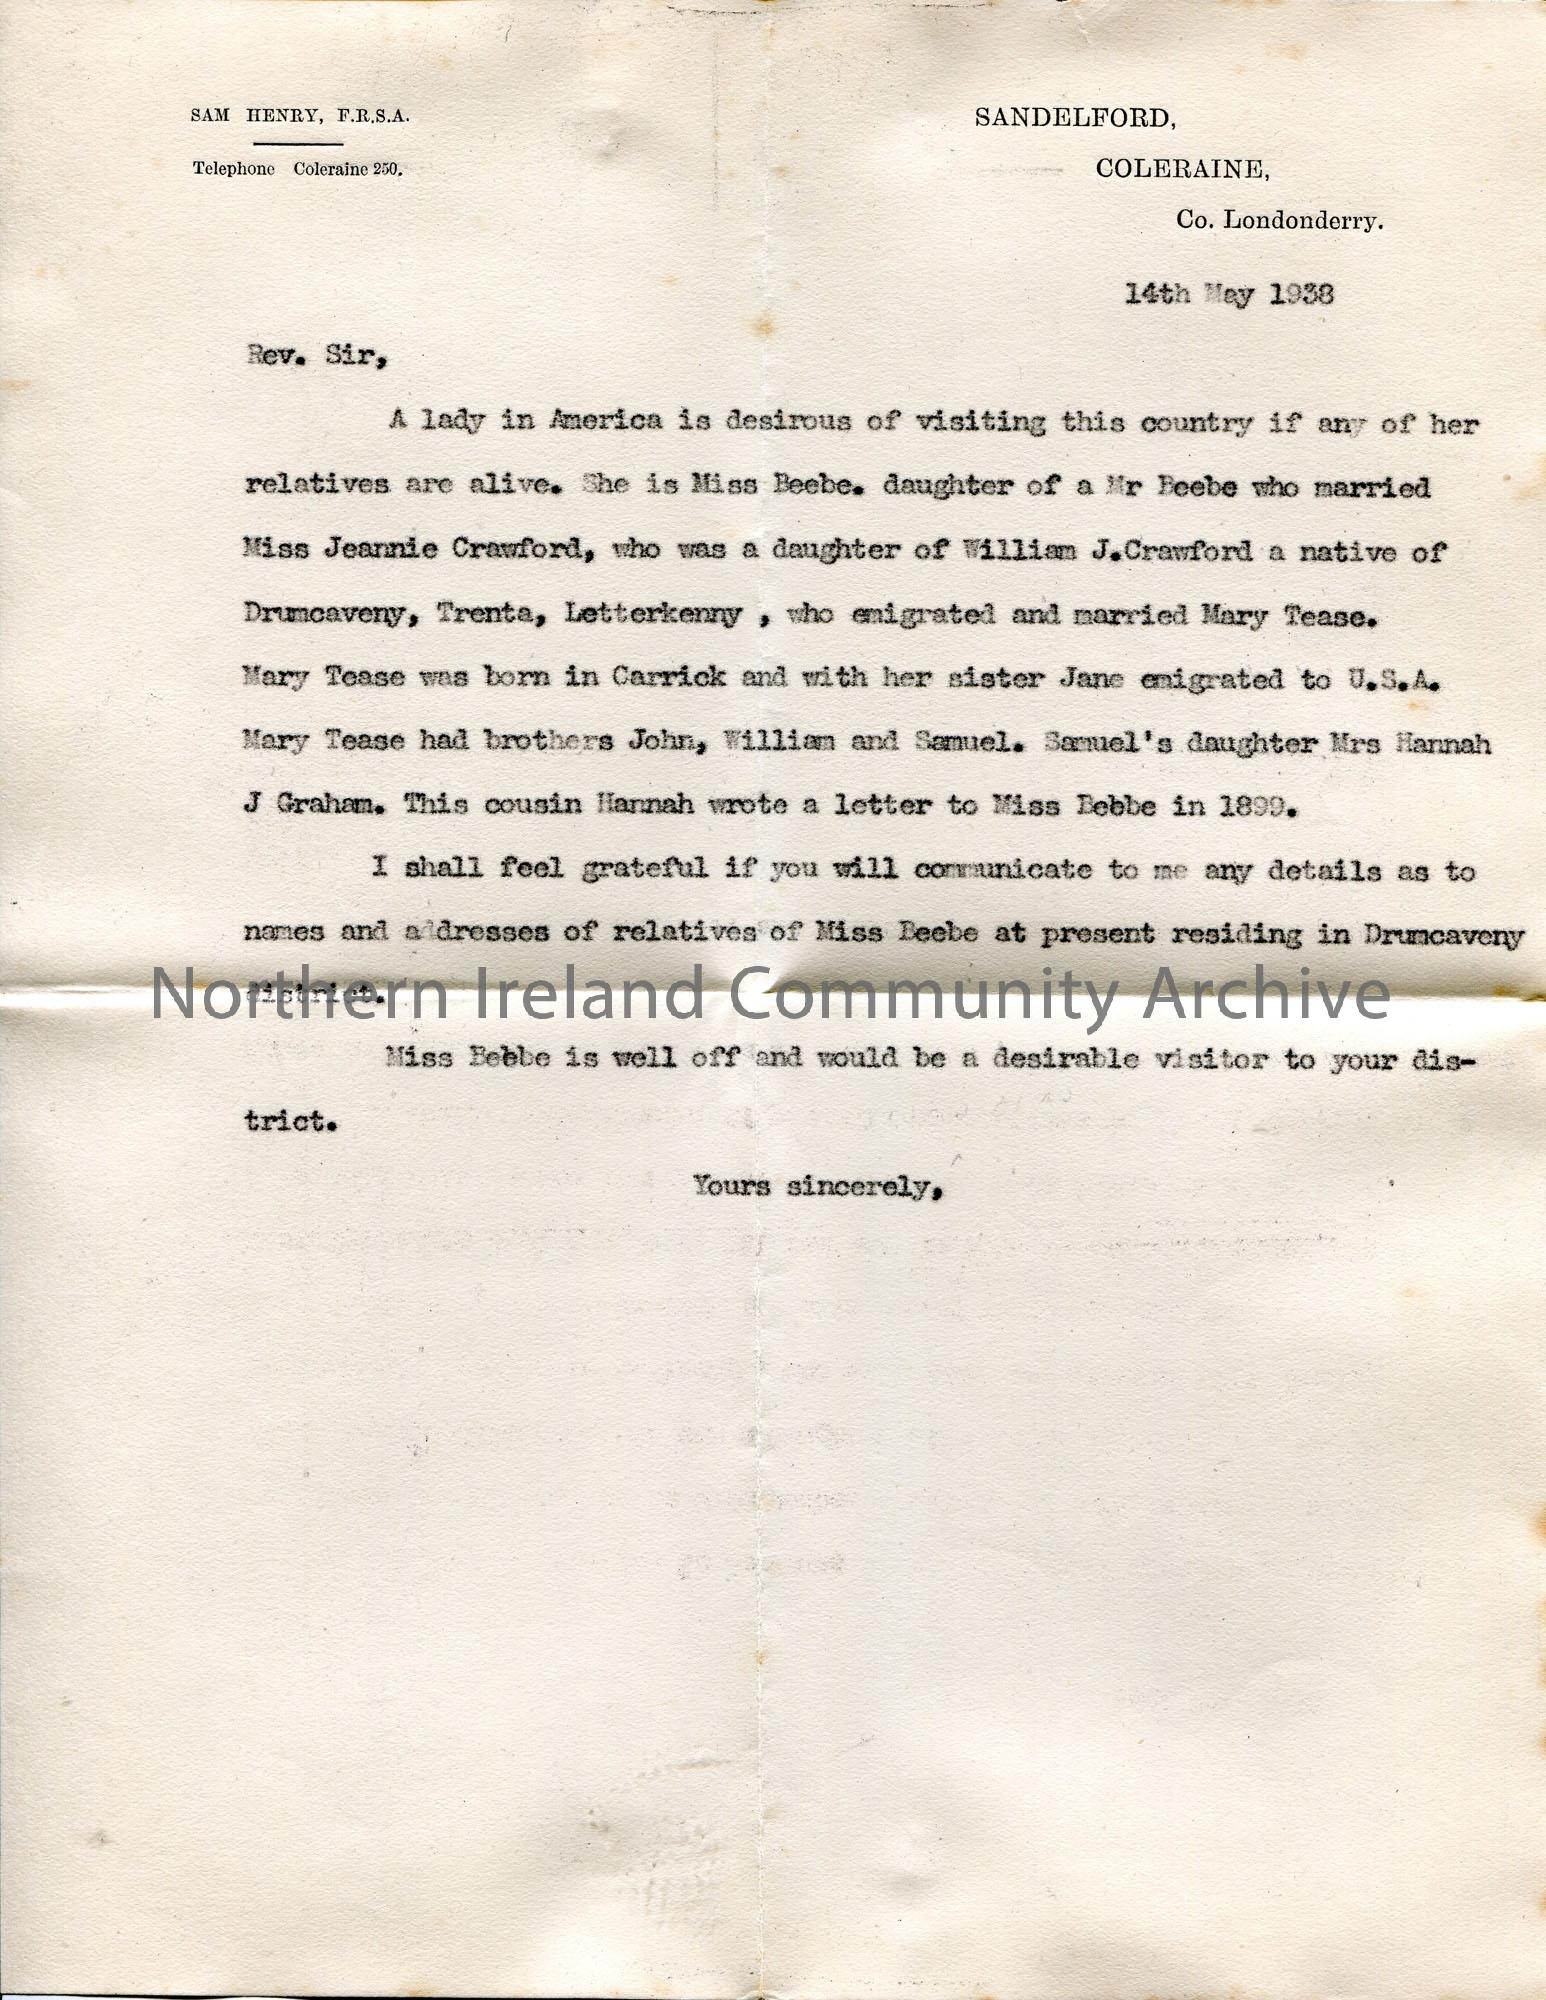 SAM HENRY, F.R.S.A.
Telephone Coleraine 250.
SANDELFORD,
COLERAINE,
Co. Londonderry.
14th May 1938
Rev. Sir,
A lady in America is desirous of visiting this country if any of her
relatives are alive. She is Miss Beebe. daughter of a Mr Beebe who married
Miss Jeannie Crawford, who was a daughter of William J.Crawford a native of
Drumcaveny, Trenta, Letterkenny , who emigrated and married Mary Tease.
Mary Tease was born in Carrick and with her sister Jane emigrated to U.S.A.
Mary Tease had brothers John, William and Samuel. Samuel's daughter Mrs Hannah
J Graham. This cousin Hannah wrote a letter to Miss Bebbe in 1899.
I shall feel grateful if you will communicate to me any details as to
names and addresses of relatives of Miss Beebe at present residing in Drumcaveny
district.
Northern Ireland Community Archive
Miss Bebbe is well off and would be a desirable visitor to your dis-
trict.
Yours sincerely,